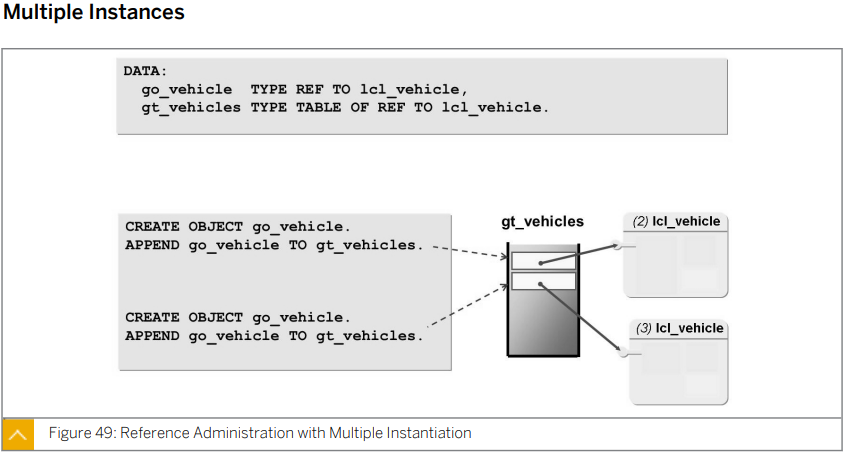 Multiple Instances
DATA:
go_vehicle TYPE REF TO lcl_vehicle,
gt_vehicles TYPE TABLE OF REF TO lcl_vehicle.
CREATE OBJECT go_vehicle.
APPEND go_vehicle TO gt_vehicles.
CREATE OBJECT go_vehicle.
APPEND go_vehicle TO gt_vehicles.
gt_vehicles
(2) lcl_vehicle
(3) lcl_vehicle
Figure 49: Reference Administration with Multiple Instantiation